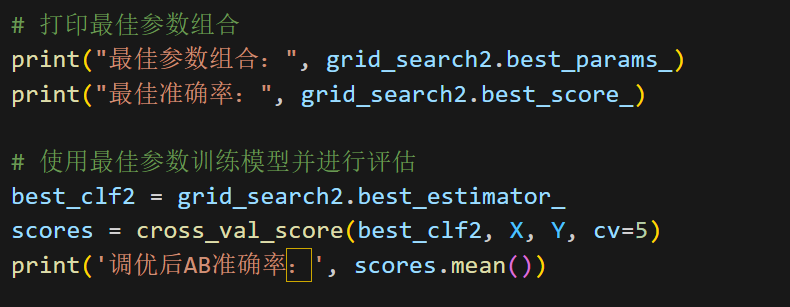 # 打印最佳参数组合
print("最佳参数组合：", grid_search2.best_params_)
print("最佳准确率：", grid_search2.best_score_)
# 使用最佳参数训练模型并进行评估
best_clf2 = grid_search2.best_estimator_
scores = cross_val_score(best_clf2, X, Y, cv=5)
print('调优后AB准确率：', scores.mean())